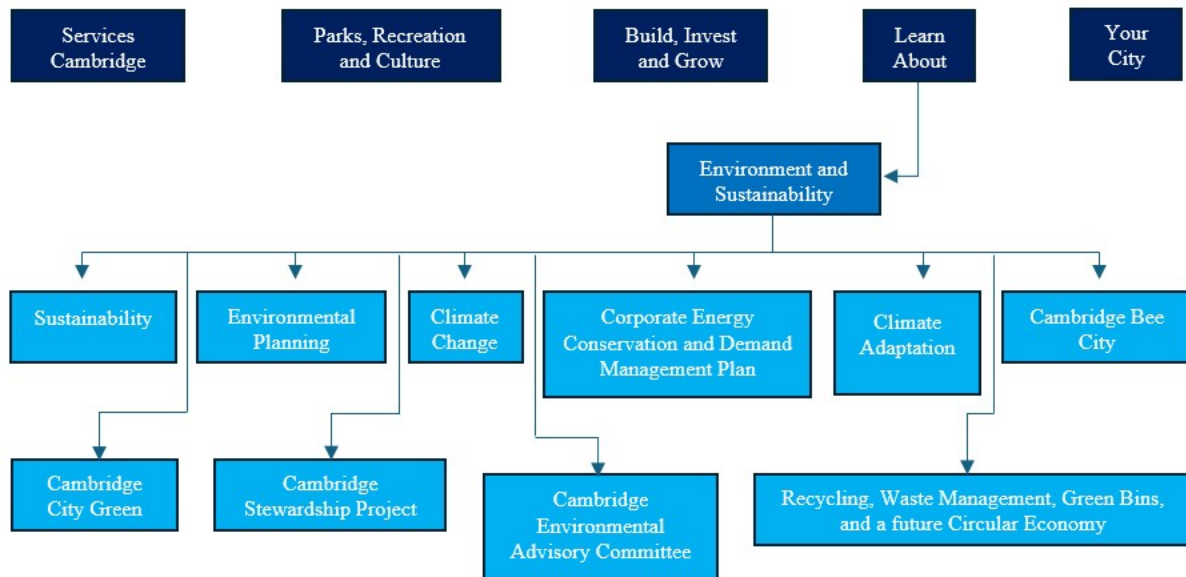 Services
Cambridge
Parks, Recreation
and Culture
Build, Invest
and Grow
Learn
About
Your
City
Environment and
Sustainability
Sustainability
Environmental
Planning
Climate
Change
Corporate Energy
Conservation and Demand
Management Plan
Climate
Adaptation
Cambridge Bee
City
Cambridge
City Green
Cambridge
Stewardship Project
Cambridge
Environmental
Advisory Committee
Recycling, Waste Management, Green Bins,
and a future Circular Economy